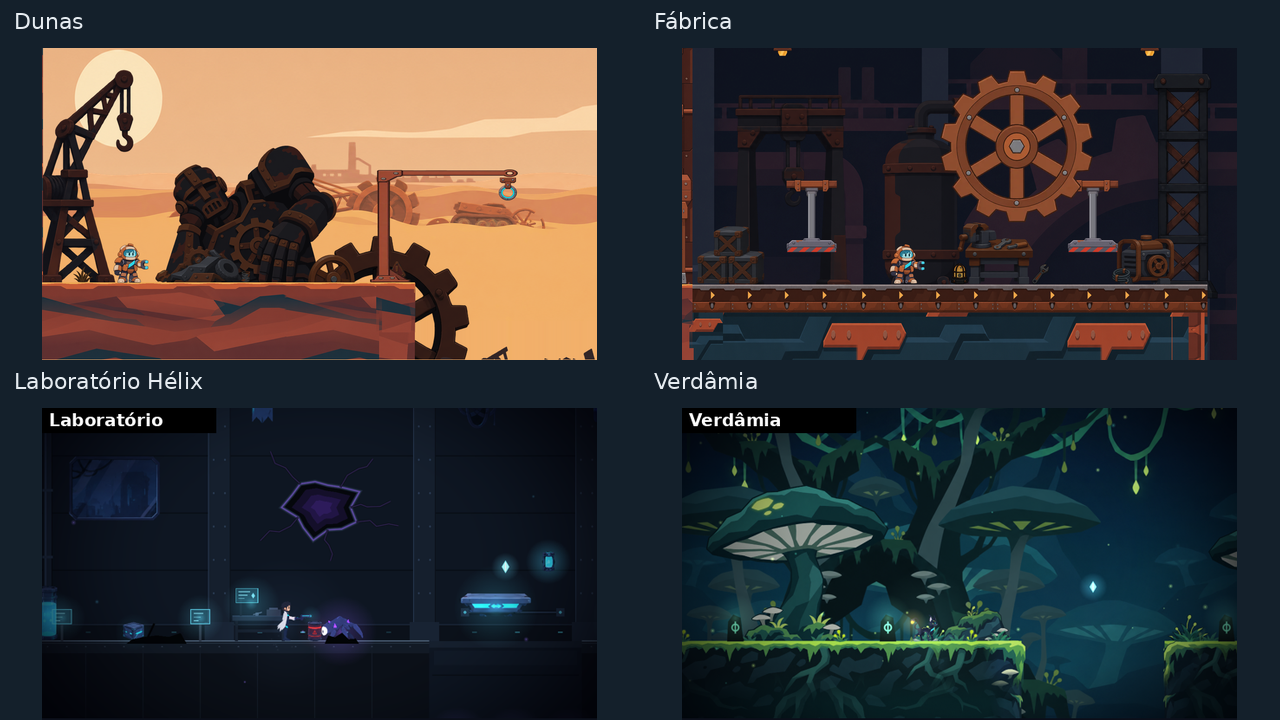 Dunas
Fábrica
Laboratório Hélix
Verdâmia
Laboratório
Verdâmia